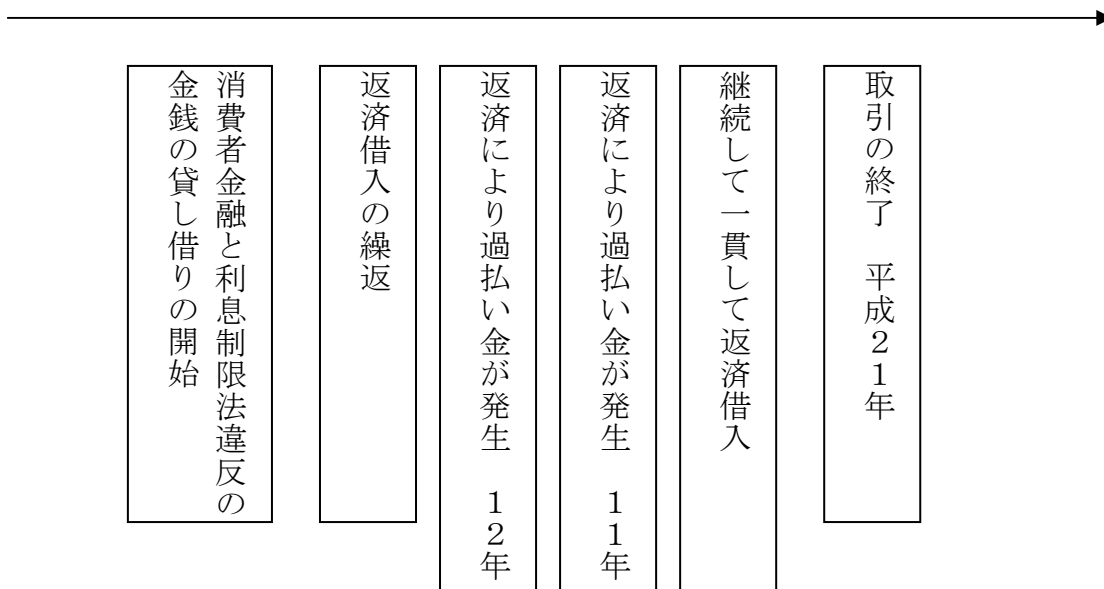 消費者金融と利息制限法違反の
金銭の貸し借りの開始
返済借入の繰返
返済により過払い金が発生　１２年
返済により過払い金が発生　１１年
継続して一貫して返済借入
取引の終了　平成２１年